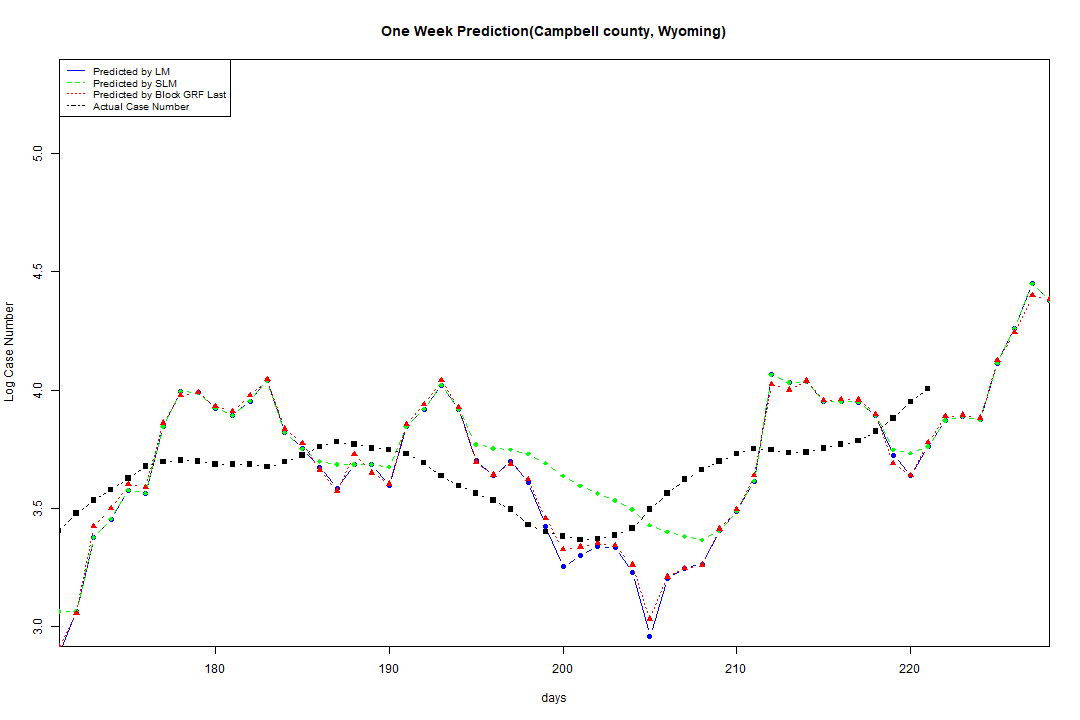 One Week Prediction(Campbell county, Wyoming)
Predicted by LM
Predicted by SLM
Predicted by Block GRF Last
Actual Case Number
5.0
4.5
4.0
3.5
3.0
Log Case Number
180 190 200 210 220
days